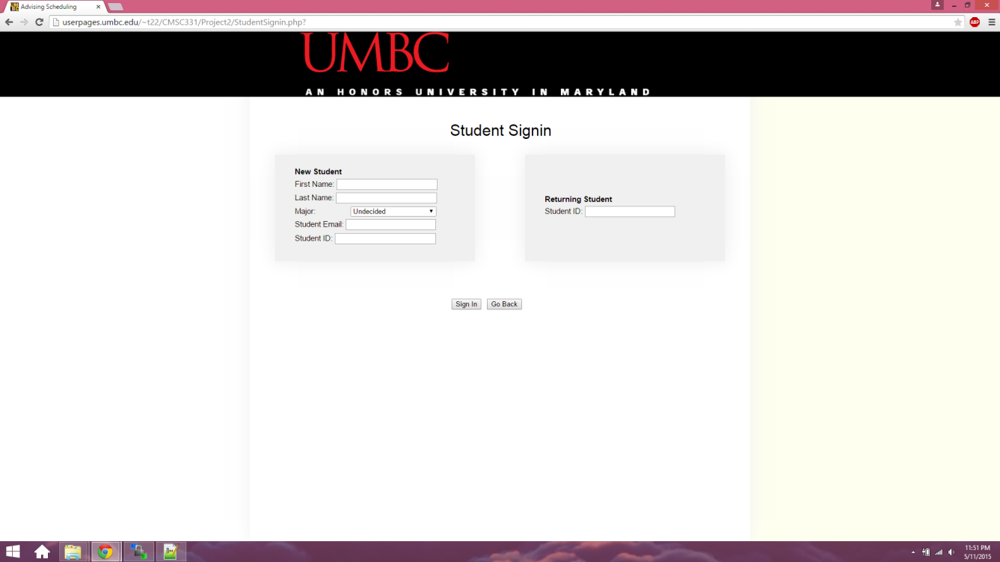 Advising Scheduling
userpages.umbc.edu/~t22/CMSC331/Project2/StudentSignin.php?
ABP
UMBC
AN HONORS UNIVERSITY IN MARYLAND
Student Signin
New Student
First Name:
Last Name:
Major: Undecided
Student Email:
Student ID:
Returning Student
Student ID:
Sign In Go Back
11:51 PM
5/11/2015